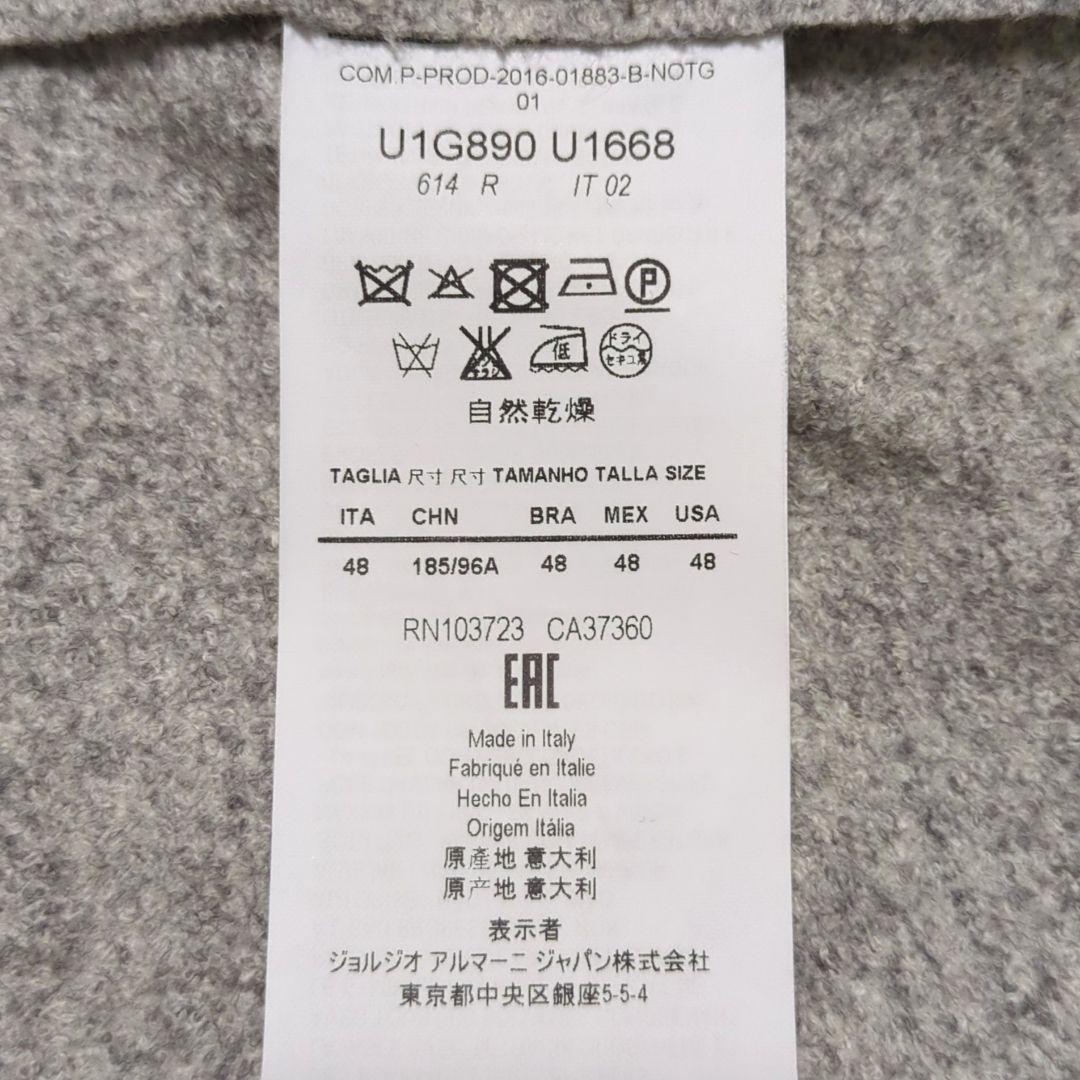 COM.P-PROD-2016-01883-B-NOTG
01
U1G890 U1668
614 R IT 02
P
低 ドライ
セキユ系
自然乾燥
TAGLIA 尺寸 尺寸 TAMANHO TALLA SIZE
ITA CHN BRA MEX USA
48 185/96A 48 48 48
RN103723 CA37360
EAC
Made in Italy
Fabriqué en Italie
Hecho En Italia
Origem Itália
原產地 意大利
原产地 意大利
表示者
ジョルジオ アルマーニ ジャパン株式会社
東京都中央区銀座5-5-4